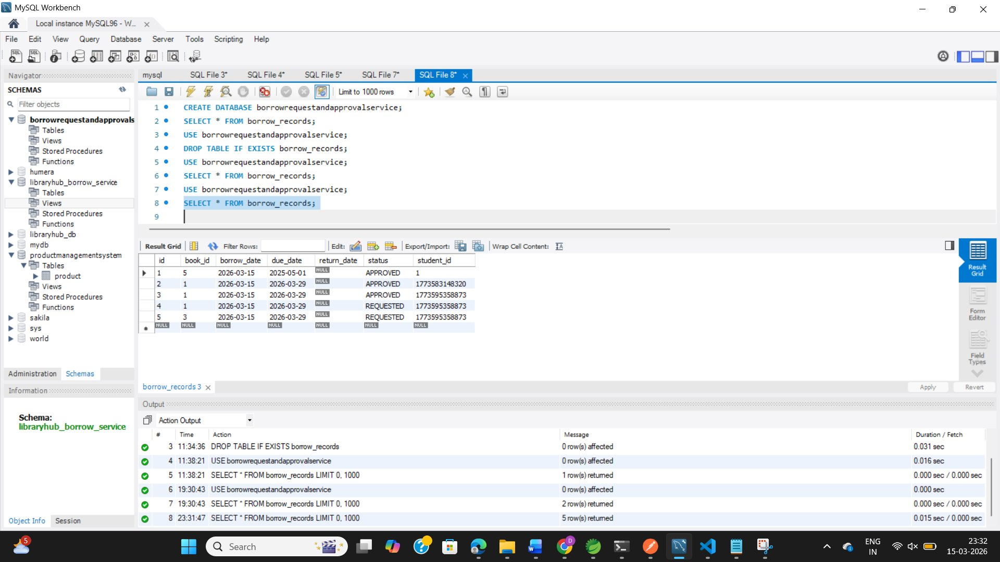 MySQL Workbench
Local instance MySQL96 - W...
File Edit View Query Database Server Tools Scripting Help
Navigator
SCHEMAS
Filter objects
borrowrequestandapprovals
Tables
Views
Stored Procedures
Functions
humera
libraryhub_borrow_service
Tables
Views
Stored Procedures
Functions
libraryhub_db
mydb
productmanagementsystem
Tables
product
Views
Stored Procedures
Functions
sakila
sys
world
Administration Schemas
Information
Schema:
libraryhub_borrow_service
Object Info Session
mysql SQL File 3* SQL File 4* SQL File 5* SQL File 7* SQL File 8*
Limit to 1000 rows
1 CREATE DATABASE borrowrequestandapprovalservice;
2 SELECT * FROM borrow_records;
3 USE borrowrequestandapprovalservice;
4 DROP TABLE IF EXISTS borrow_records;
5 USE borrowrequestandapprovalservice;
6 SELECT * FROM borrow_records;
7 USE borrowrequestandapprovalservice;
8 SELECT * FROM borrow_records;
9
Result Grid Filter Rows: Edit: Export/Import: Wrap Cell Content:
id book_id borrow_date due_date return_date status student_id
1 5 2026-03-15 2025-05-01 NULL APPROVED 1
2 1 2026-03-15 2026-03-29 NULL APPROVED 1773583148320
3 1 2026-03-15 2026-03-29 NULL APPROVED 1773595358873
4 1 2026-03-15 2026-03-29 NULL REQUESTED 1773595358873
5 3 2026-03-15 2026-03-29 NULL REQUESTED 1773595358873
NULL NULL NULL NULL NULL NULL NULL
Result
Grid
Form
Editor
Field
Types
borrow_records 3
Apply Revert
Output
Action Output
# Time Action Message Duration / Fetch
3 11:34:36 DROP TABLE IF EXISTS borrow_records 0 row(s) affected 0.031 sec
4 11:38:21 USE borrowrequestandapprovalservice 0 row(s) affected 0.016 sec
5 11:38:21 SELECT * FROM borrow_records LIMIT 0, 1000 1 row(s) returned 0.000 sec / 0.000 sec
6 19:30:43 USE borrowrequestandapprovalservice 0 row(s) affected 0.000 sec
7 19:30:43 SELECT * FROM borrow_records LIMIT 0, 1000 2 row(s) returned 0.000 sec / 0.000 sec
8 23:31:47 SELECT * FROM borrow_records LIMIT 0, 1000 5 row(s) returned 0.015 sec / 0.000 sec
5
Search
D
ENG
IN
23:32
15-03-2026